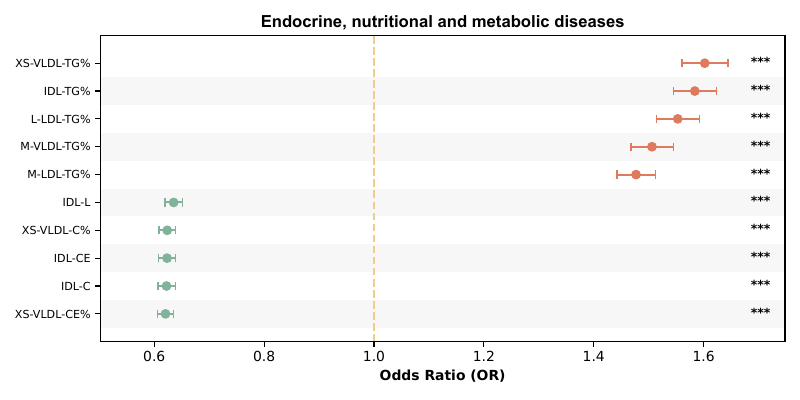 Endocrine, nutritional and metabolic diseases
XS-VLDL-TG% ***
IDL-TG% ***
L-LDL-TG% ***
M-VLDL-TG% ***
M-LDL-TG% ***
IDL-L ***
XS-VLDL-C% ***
IDL-CE ***
IDL-C ***
XS-VLDL-CE% ***
0.6 0.8 1.0 1.2 1.4 1.6
Odds Ratio (OR)